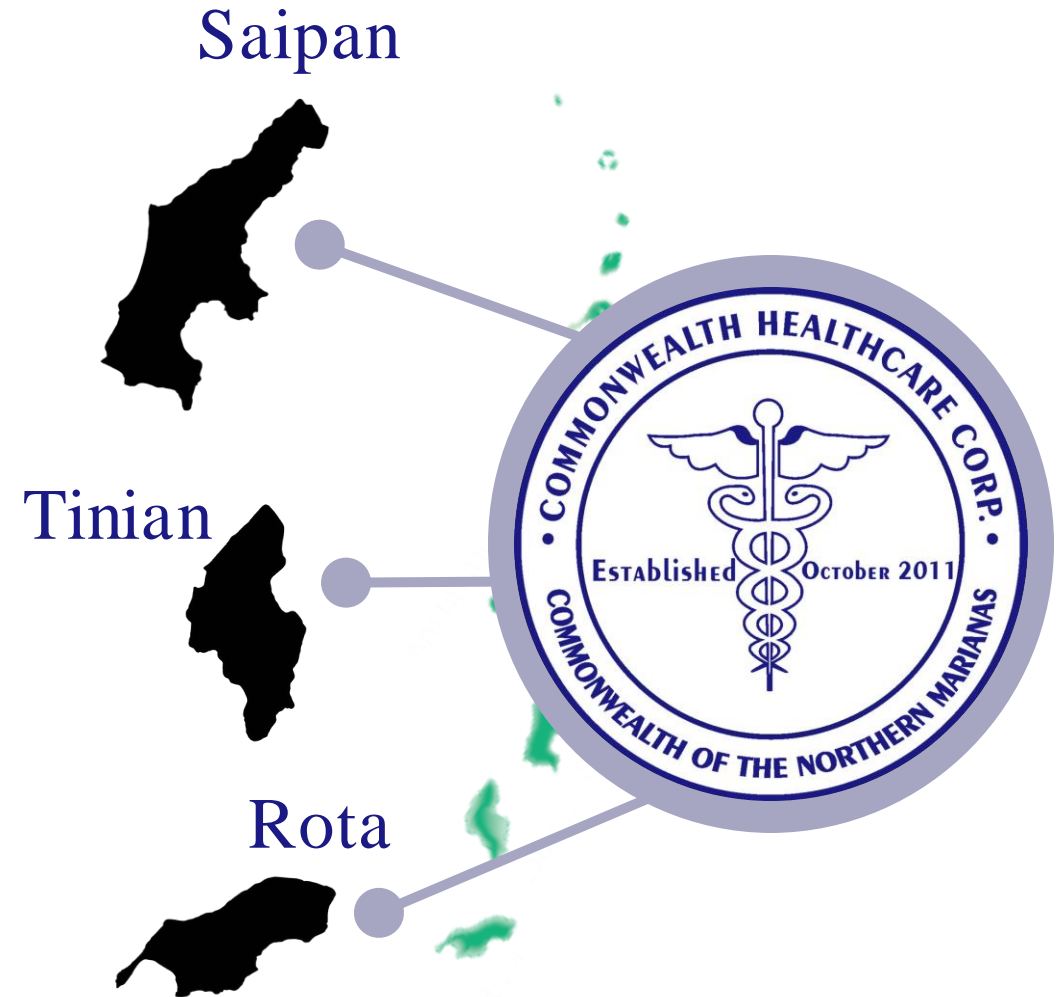 Saipan
Tinian
Rota
• COMMONWEALTH HEALTHCARE CORP. •
Established October 2011
COMMONWEALTH OF THE NORTHERN MARIANAS